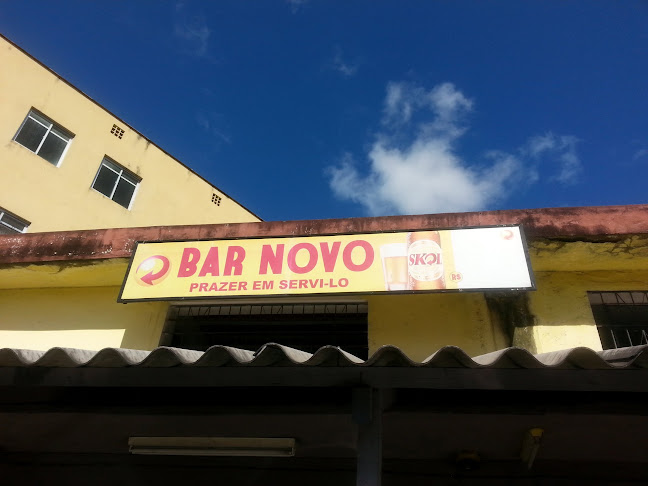 BAR NOVO
PRAZER EM SERVI-LO
SKOL
R$